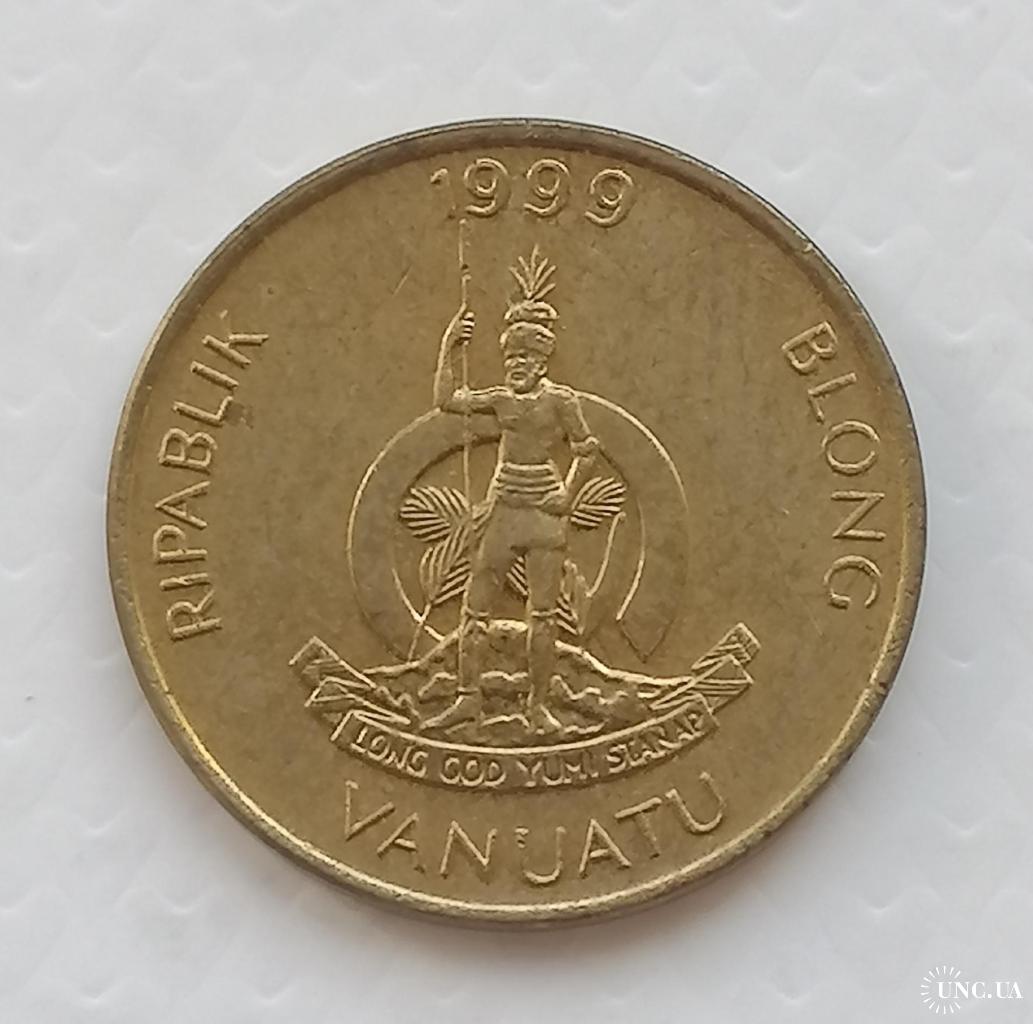 1999
RIPABLIK
BLONG
LONG GOD YUMI STANAP
VANUATU
UNC.UA